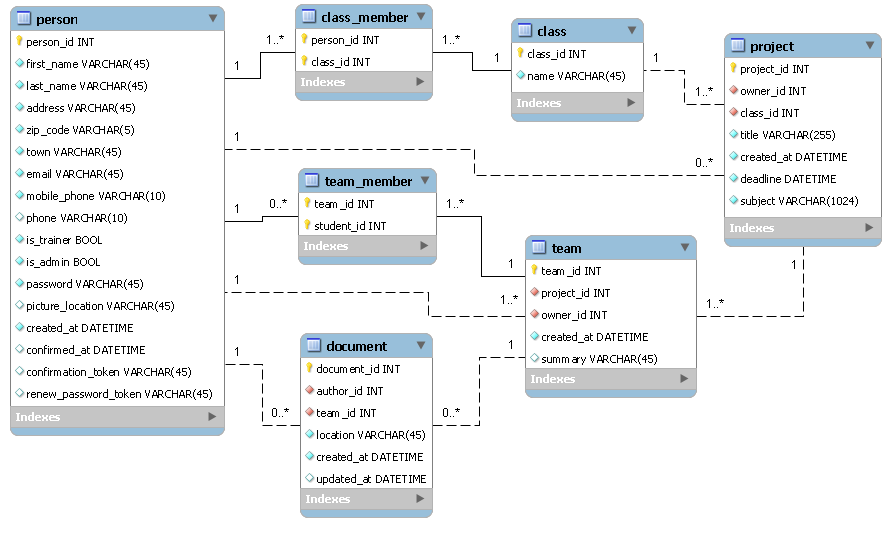 person
person_id INT
first_name VARCHAR(45)
last_name VARCHAR(45)
address VARCHAR(45)
zip_code VARCHAR(5)
town VARCHAR(45)
email VARCHAR(45)
mobile_phone VARCHAR(10)
phone VARCHAR(10)
is_trainer BOOL
is_admin BOOL
password VARCHAR(45)
picture_location VARCHAR(45)
created_at DATETIME
confirmed_at DATETIME
confirmation_token VARCHAR(45)
renew_password_token VARCHAR(45)
Indexes
1
1..*
class_member
person_id INT
class_id INT
Indexes
1..*
1
class
class_id INT
name VARCHAR(45)
Indexes
1
1..*
project
project_id INT
owner_id INT
class_id INT
title VARCHAR(255)
created_at DATETIME
deadline DATETIME
subject VARCHAR(1024)
Indexes
1
0..*
1
0..*
team_member
team_id INT
student_id INT
Indexes
1..*
1
team
team_id INT
project_id INT
owner_id INT
created_at DATETIME
summary VARCHAR(45)
Indexes
1
1..*
1
1..*
1
0..*
document
document_id INT
author_id INT
team_id INT
location VARCHAR(45)
created_at DATETIME
updated_at DATETIME
Indexes
1
0..*